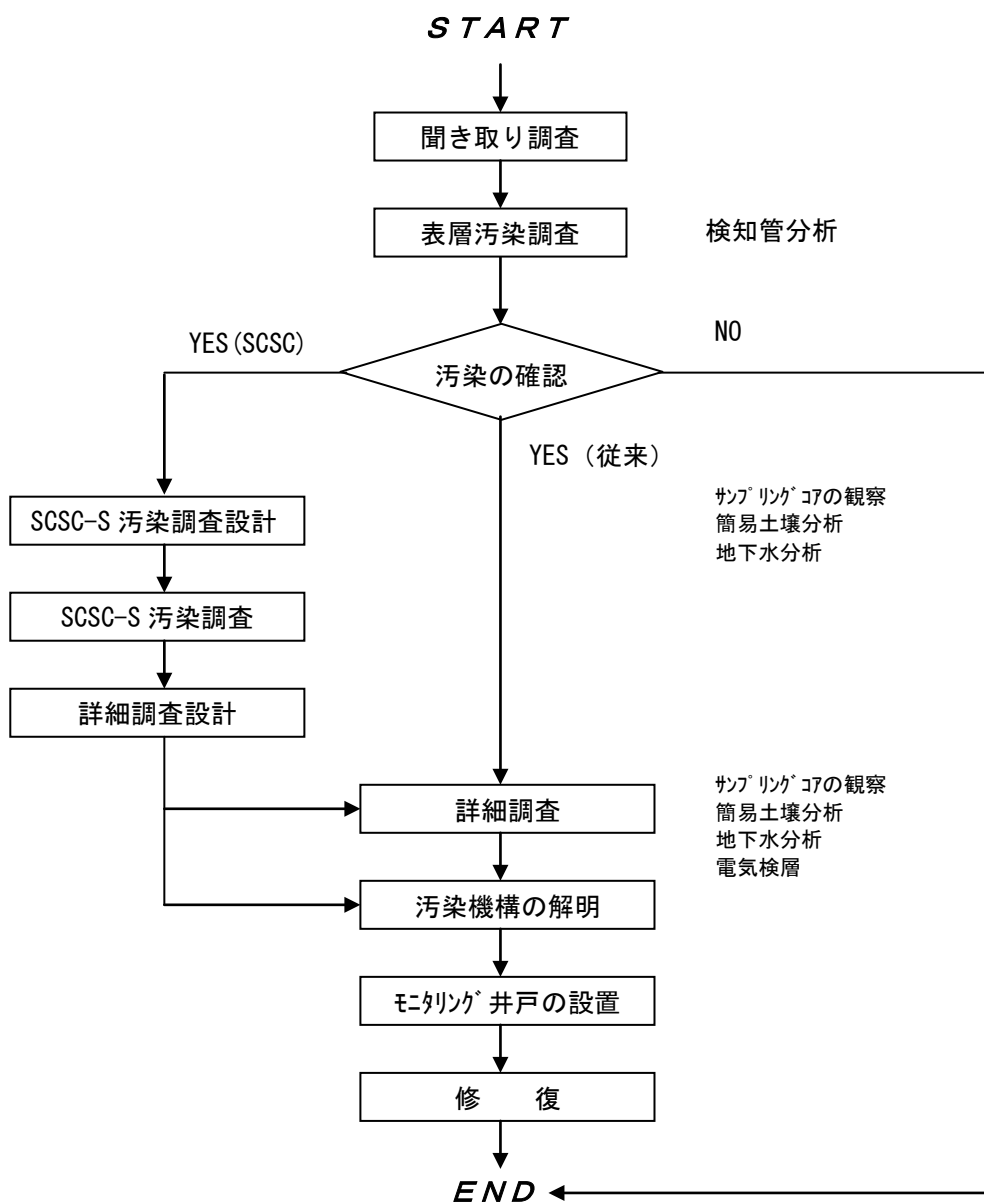 START
聞き取り調査
表層汚染調査
検知管分析
NO
YES(SCSC)
汚染の確認
YES（従来）
ｻﾝﾌﾟﾘﾝｸﾞｺｱの観察
簡易土壌分析
地下水分析
SCSC-S 汚染調査設計
SCSC-S 汚染調査
詳細調査設計
詳細調査
ｻﾝﾌﾟﾘﾝｸﾞｺｱの観察
簡易土壌分析
地下水分析
電気検層
汚染機構の解明
ﾓﾆﾀﾘﾝｸﾞ井戸の設置
修　　復
END